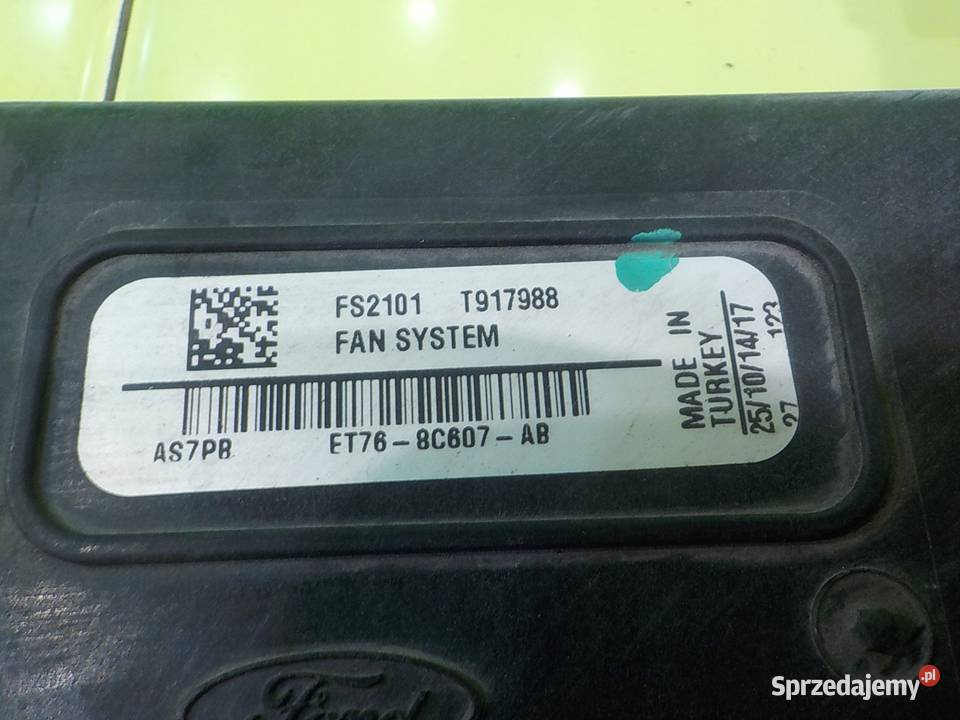 FS2101 T917988
FAN SYSTEM
AS7PB ET76-8C607-AB
MADE IN
TURKEY
25/10/14/17
27 123
Ford
Sprzedajemy.pl